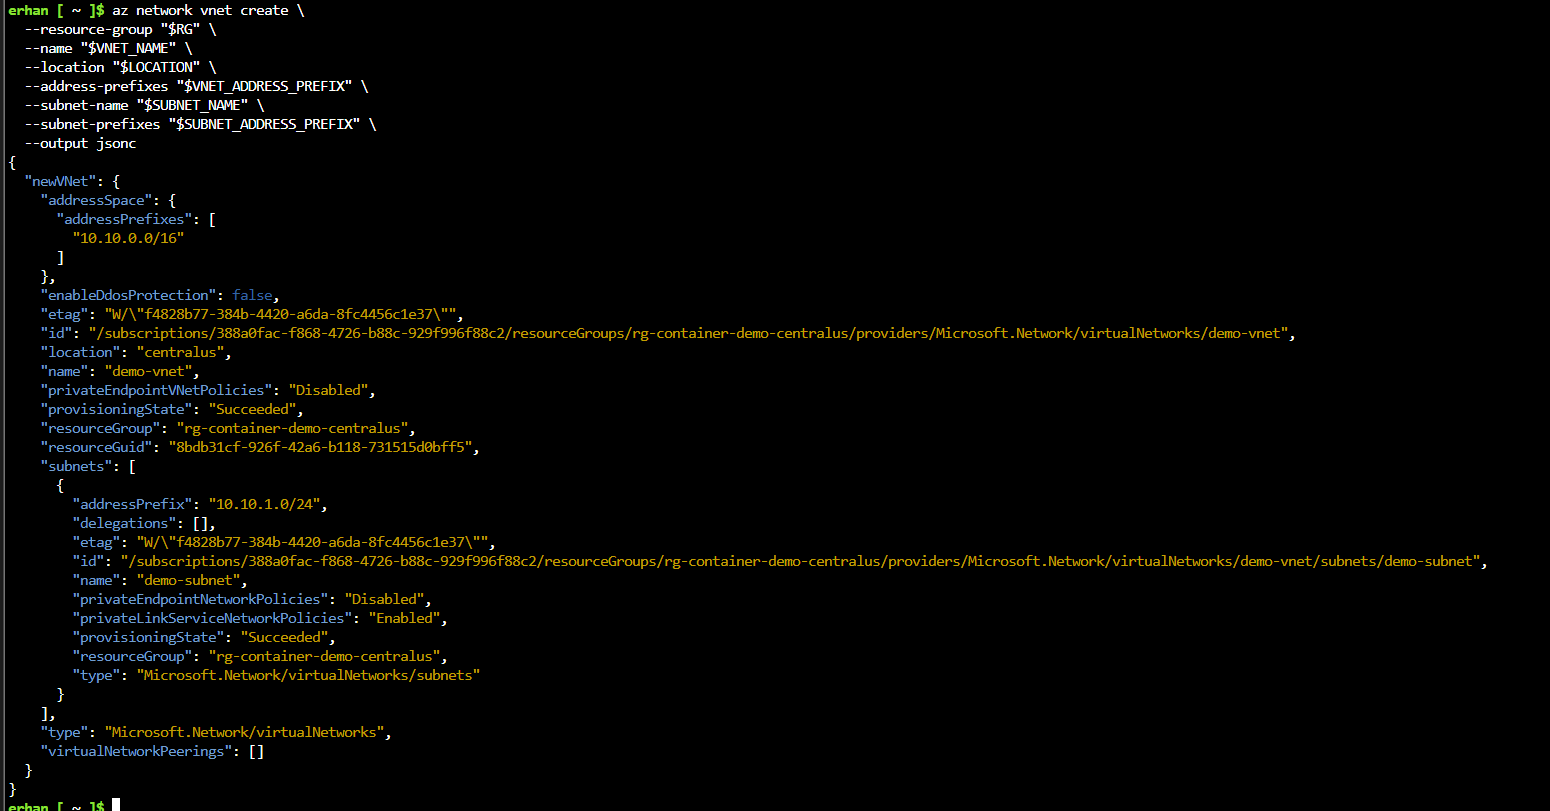 erhan [ ~ ]$ az network vnet create \
  --resource-group "$RG" \
  --name "$VNET_NAME" \
  --location "$LOCATION" \
  --address-prefixes "$VNET_ADDRESS_PREFIX" \
  --subnet-name "$SUBNET_NAME" \
  --subnet-prefixes "$SUBNET_ADDRESS_PREFIX" \
  --output jsonc
{
  "newVNet": {
    "addressSpace": {
      "addressPrefixes": [
        "10.10.0.0/16"
      ]
    },
    "enableDdosProtection": false,
    "etag": "W/\"f4828b77-384b-4420-a6da-8fc4456c1e37\"",
    "id": "/subscriptions/388a0fac-f868-4726-b88c-929f996f88c2/resourceGroups/rg-container-demo-centralus/providers/Microsoft.Network/virtualNetworks/demo-vnet",
    "location": "centralus",
    "name": "demo-vnet",
    "privateEndpointVNetPolicies": "Disabled",
    "provisioningState": "Succeeded",
    "resourceGroup": "rg-container-demo-centralus",
    "resourceGuid": "8bdb31cf-926f-42a6-b118-731515d0bff5",
    "subnets": [
      {
        "addressPrefix": "10.10.1.0/24",
        "delegations": [],
        "etag": "W/\"f4828b77-384b-4420-a6da-8fc4456c1e37\"",
        "id": "/subscriptions/388a0fac-f868-4726-b88c-929f996f88c2/resourceGroups/rg-container-demo-centralus/providers/Microsoft.Network/virtualNetworks/demo-vnet/subnets/demo-subnet",
        "name": "demo-subnet",
        "privateEndpointNetworkPolicies": "Disabled",
        "privateLinkServiceNetworkPolicies": "Enabled",
        "provisioningState": "Succeeded",
        "resourceGroup": "rg-container-demo-centralus",
        "type": "Microsoft.Network/virtualNetworks/subnets"
      }
    ],
    "type": "Microsoft.Network/virtualNetworks",
    "virtualNetworkPeerings": []
  }
}
erhan [ ~ ]$